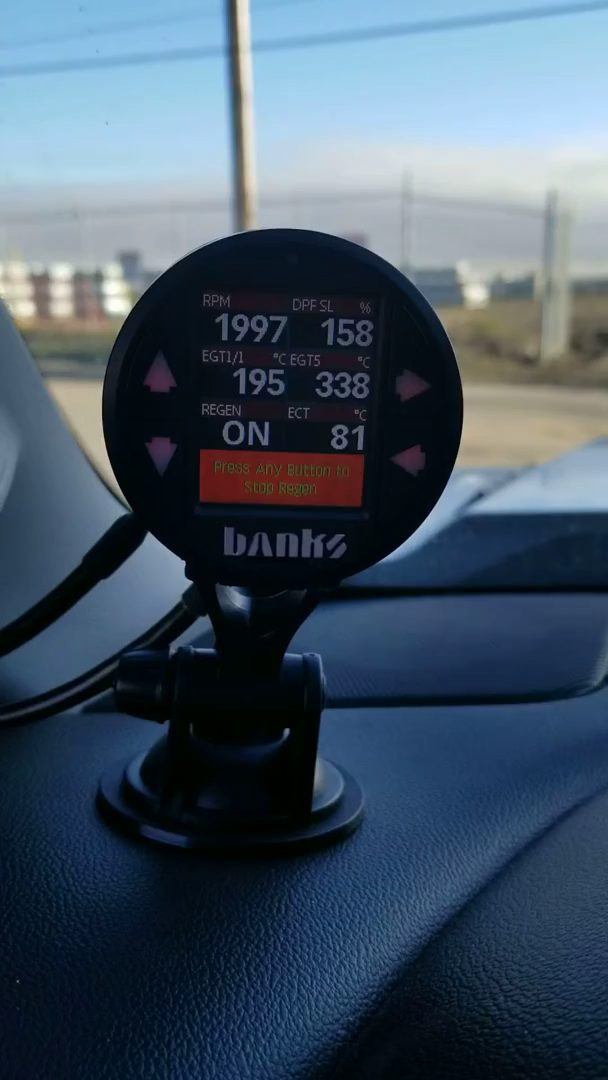 RPM DPF SL %
1997 158
EGT1/1 °C EGT5 °C
195 338
REGEN ECT °C
ON 81
Press Any Button to
Stop Regen
banks